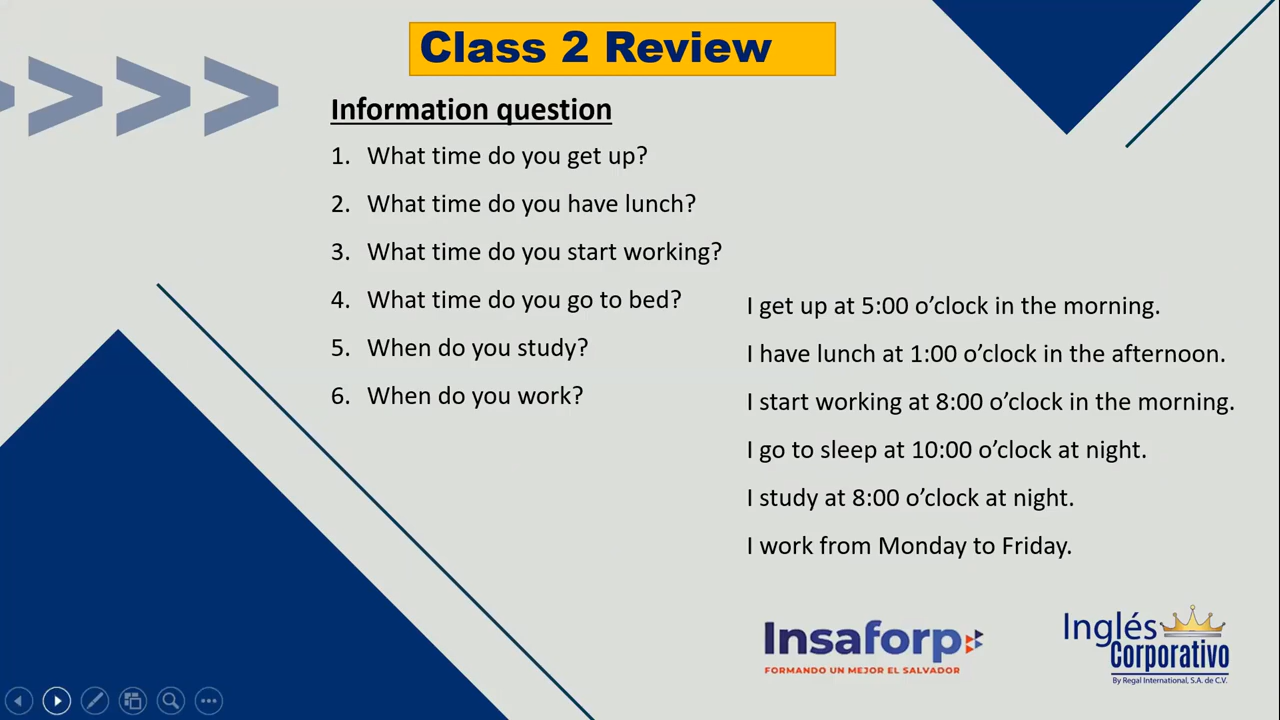 Class 2 Review
Information question
1. What time do you get up?
2. What time do you have lunch?
3. What time do you start working?
4. What time do you go to bed?
5. When do you study?
6. When do you work?
I get up at 5:00 o’clock in the morning.
I have lunch at 1:00 o’clock in the afternoon.
I start working at 8:00 o’clock in the morning.
I go to sleep at 10:00 o’clock at night.
I study at 8:00 o’clock at night.
I work from Monday to Friday.
Insaforp
FORMANDO UN MEJOR EL SALVADOR
Inglés
Corporativo
By Regal International, S.A. de C.V.